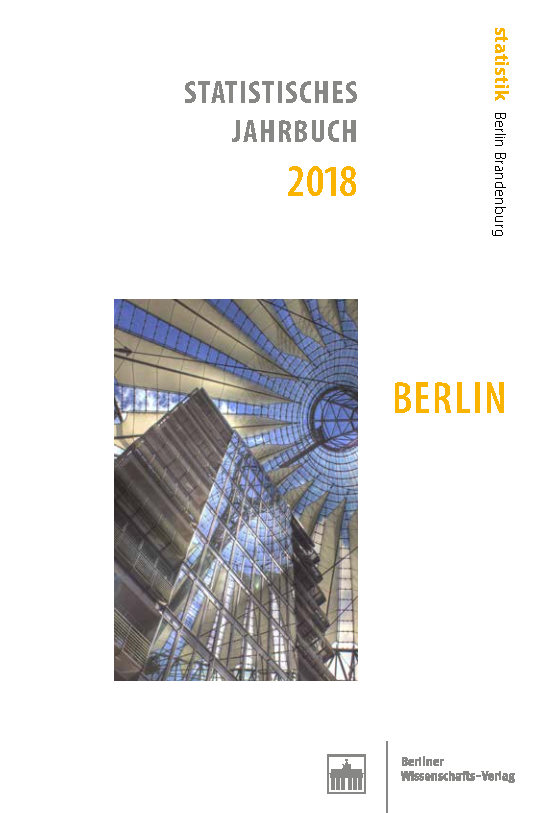 STATISTISCHES
JAHRBUCH
2018
statistik Berlin Brandenburg
BERLIN
Berliner
Wissenschafts-Verlag